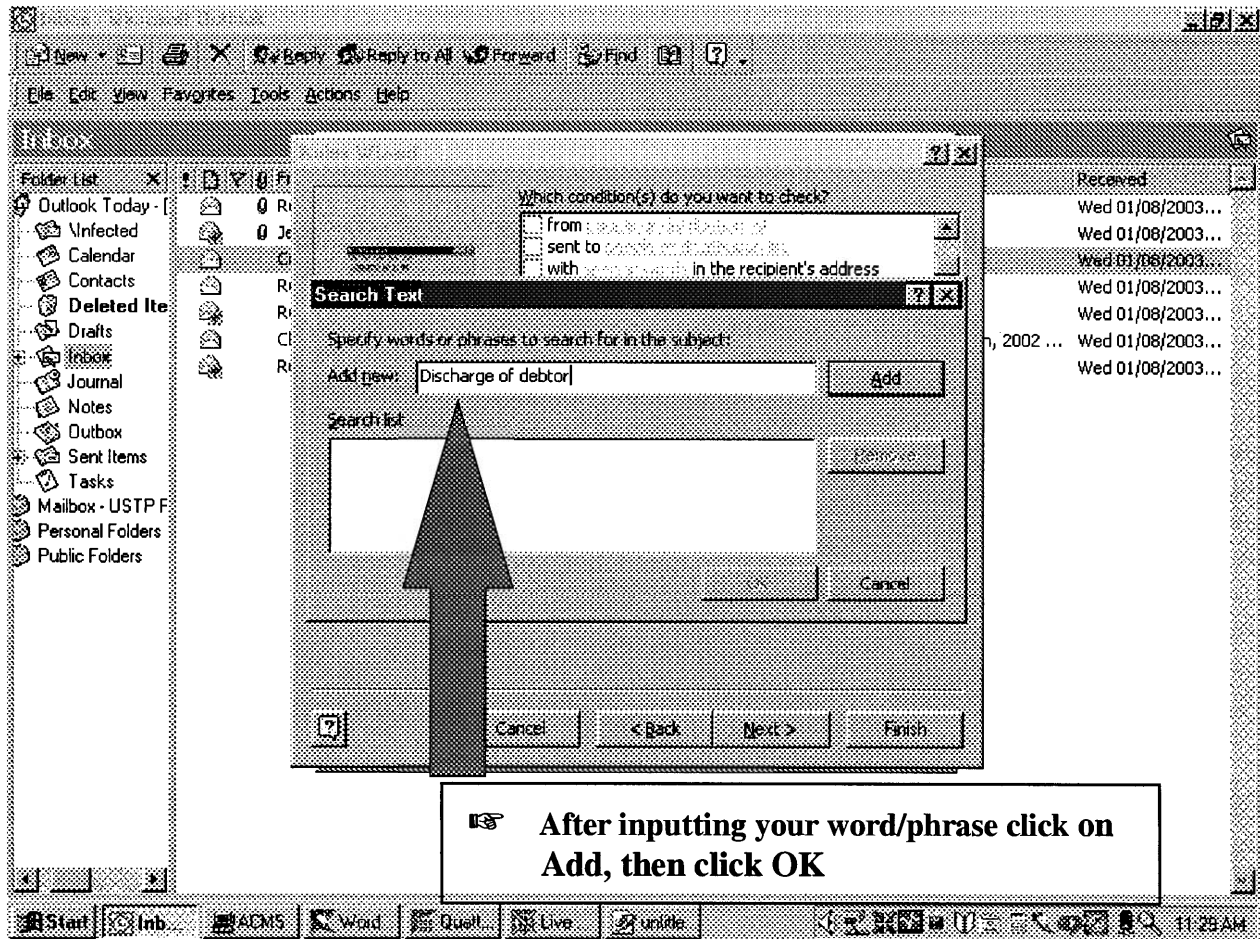 New Reply Reply to All Forward Find
File Edit View Favorites Tools Actions Help
Inbox
Folder List
Received
Outlook Today - [
\Infected
Calendar
Contacts
Deleted Ite
Drafts
Inbox
Journal
Notes
Outbox
Sent Items
Tasks
Mailbox - USTP F
Personal Folders
Public Folders
Wed 01/08/2003...
Wed 01/08/2003...
Wed 01/08/2003...
Wed 01/08/2003...
Wed 01/08/2003...
, 2002 ... Wed 01/08/2003...
Wed 01/08/2003...
Which condition(s) do you want to check?
from
sent to
with in the recipient's address
Search Text
Specify words or phrases to search for in the subject:
Add new: Discharge of debtor Add
Search list
Remove
OK Cancel
Cancel < Back Next > Finish
☞ After inputting your word/phrase click on
Add, then click OK
Start Inb... ACMS Word Quatt... Live untitle 11:29 AM